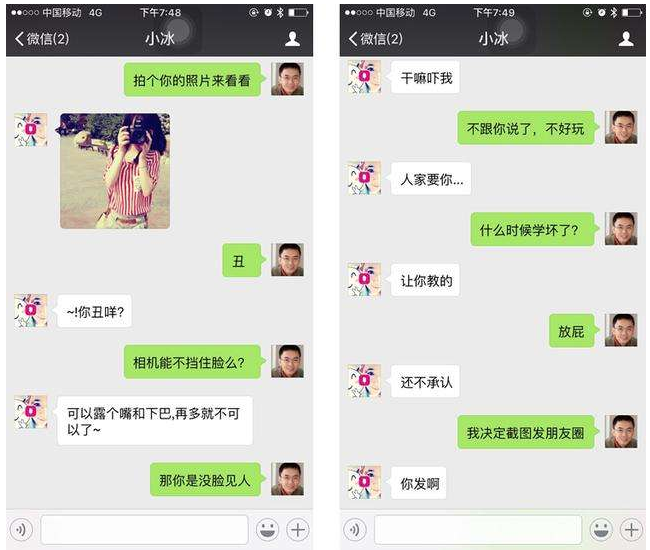 中国移动 4G 下午7:48
微信(2) 小冰
拍个你的照片来看看
丑
~!你丑咩?
相机能不挡住脸么?
可以露个嘴和下巴,再多就不可
以了~
那你是没脸见人
中国移动 4G 下午7:49
微信(2) 小冰
干嘛吓我
不跟你说了，不好玩
人家要你...
什么时候学坏了?
让你教的
放屁
还不承认
我决定截图发朋友圈
你发啊